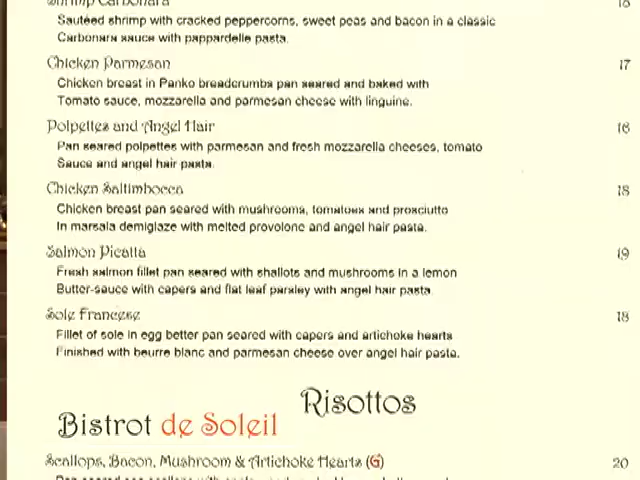 Shrimp Carbonara 18
Sautéed shrimp with cracked peppercorns, sweet peas and bacon in a classic
Carbonara sauce with pappardelle pasta.
Chicken Parmesan 17
Chicken breast in Panko breadcrumbs pan seared and baked with
Tomato sauce, mozzarella and parmesan cheese with linguine.
Polpettes and Angel Hair 16
Pan seared polpettes with parmesan and fresh mozzarella cheeses, tomato
Sauce and angel hair pasta.
Chicken Saltimbocca 18
Chicken breast pan seared with mushrooms, tomatoes and prosciutto
In marsala demiglaze with melted provolone and angel hair pasta.
Salmon Picatta 19
Fresh salmon fillet pan seared with shallots and mushrooms in a lemon
Butter-sauce with capers and flat leaf parsley with angel hair pasta.
Sole Francese 18
Fillet of sole in egg better pan seared with capers and artichoke hearts
Finished with beurre blanc and parmesan cheese over angel hair pasta.
Risottos
Bistrot de Soleil
Scallops, Bacon, Mushroom & Artichoke Hearts (G) 20